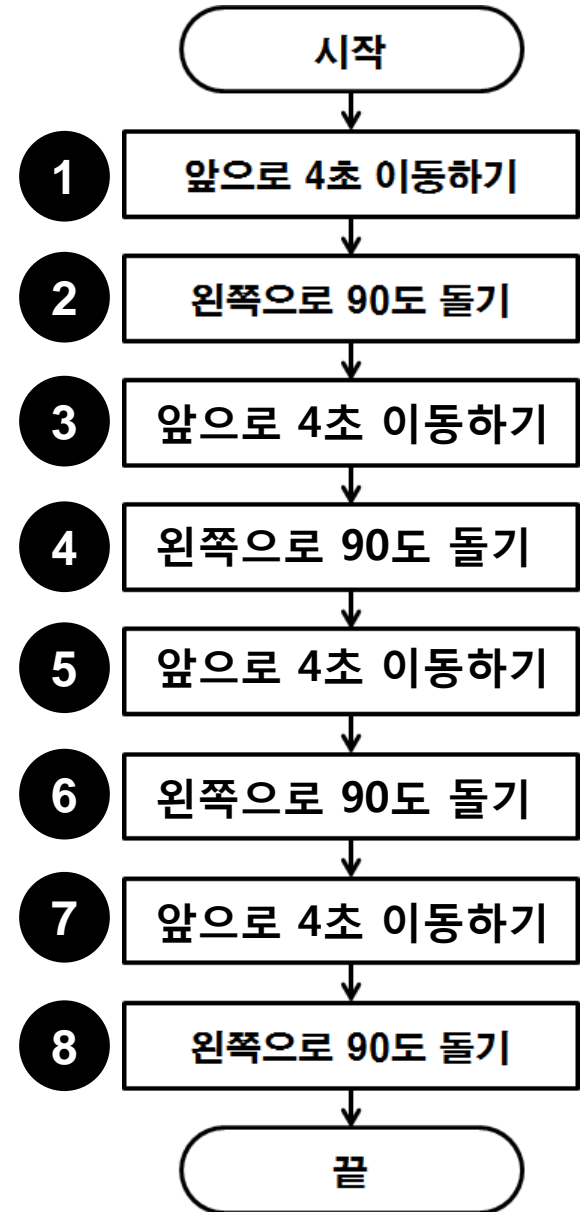 시작
1 앞으로 4초 이동하기
2 왼쪽으로 90도 돌기
3 앞으로 4초 이동하기
4 왼쪽으로 90도 돌기
5 앞으로 4초 이동하기
6 왼쪽으로 90도 돌기
7 앞으로 4초 이동하기
8 왼쪽으로 90도 돌기
끝